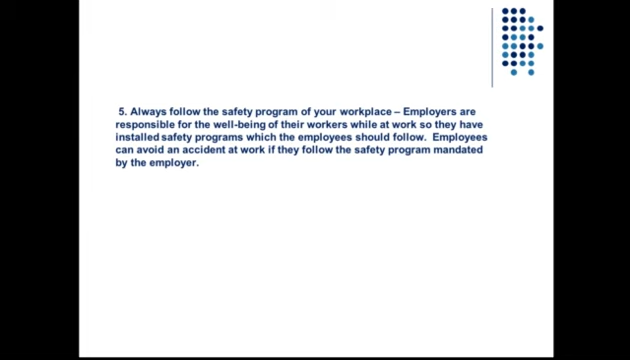 5. Always follow the safety program of your workplace – Employers are
responsible for the well-being of their workers while at work so they have
installed safety programs which the employees should follow.  Employees
can avoid an accident at work if they follow the safety program mandated
by the employer.